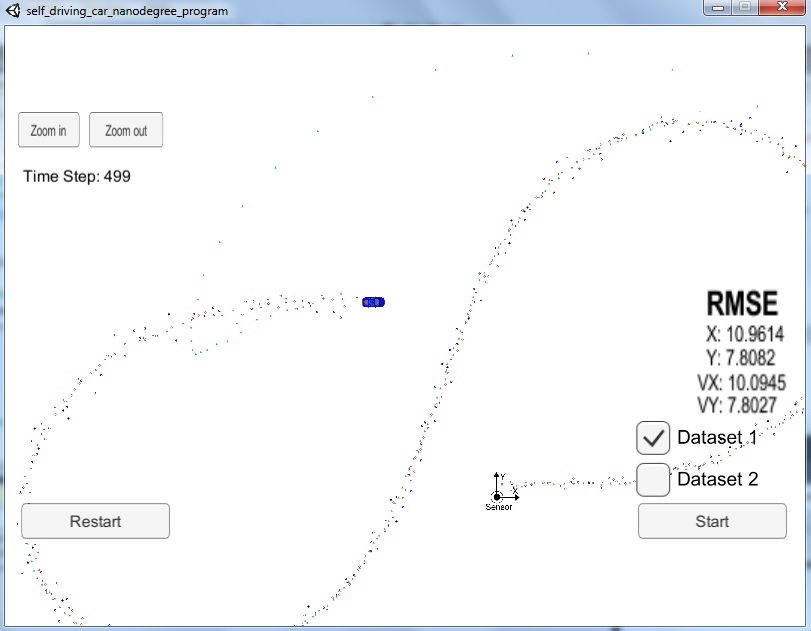 self_driving_car_nanodegree_program
Zoom in
Zoom out
Time Step: 499
RMSE
X: 10.9614
Y: 7.8082
VX: 10.0945
VY: 7.8027
Dataset 1
Dataset 2
Y
X
Sensor
Restart
Start